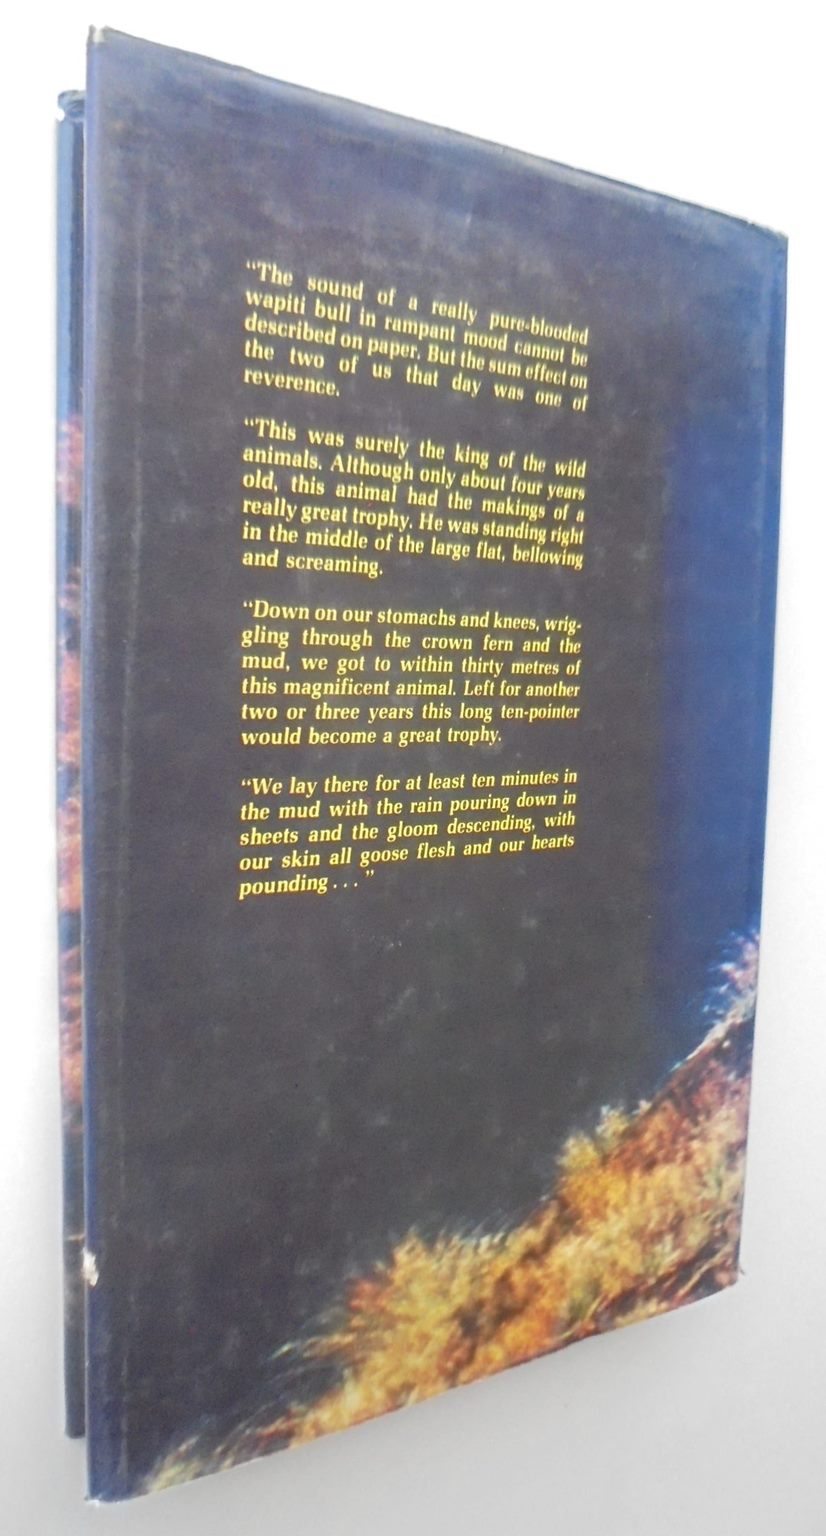 “The sound of a really pure-blooded
wapiti bull in rampant mood cannot be
described on paper. But the sum effect on
the two of us that day was one of
reverence.
“This was surely the king of the wild
animals. Although only about four years
old, this animal had the makings of a
really great trophy. He was standing right
in the middle of the large flat, bellowing
and screaming.
“Down on our stomachs and knees, wrig-
gling through the crown fern and the
mud, we got to within thirty metres of
this magnificent animal. Left for another
two or three years this long ten-pointer
would become a great trophy.
“We lay there for at least ten minutes in
the mud with the rain pouring down in
sheets and the gloom descending, with
our skin all goose flesh and our hearts
pounding . . . ”